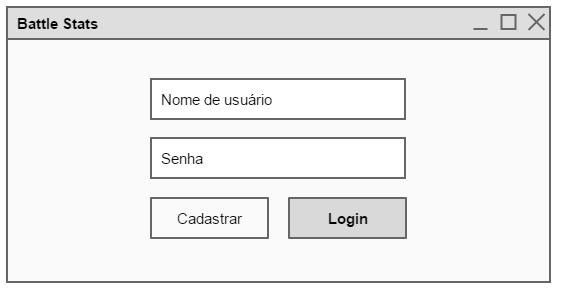 Battle Stats
Nome de usuário
Senha
Cadastrar
Login